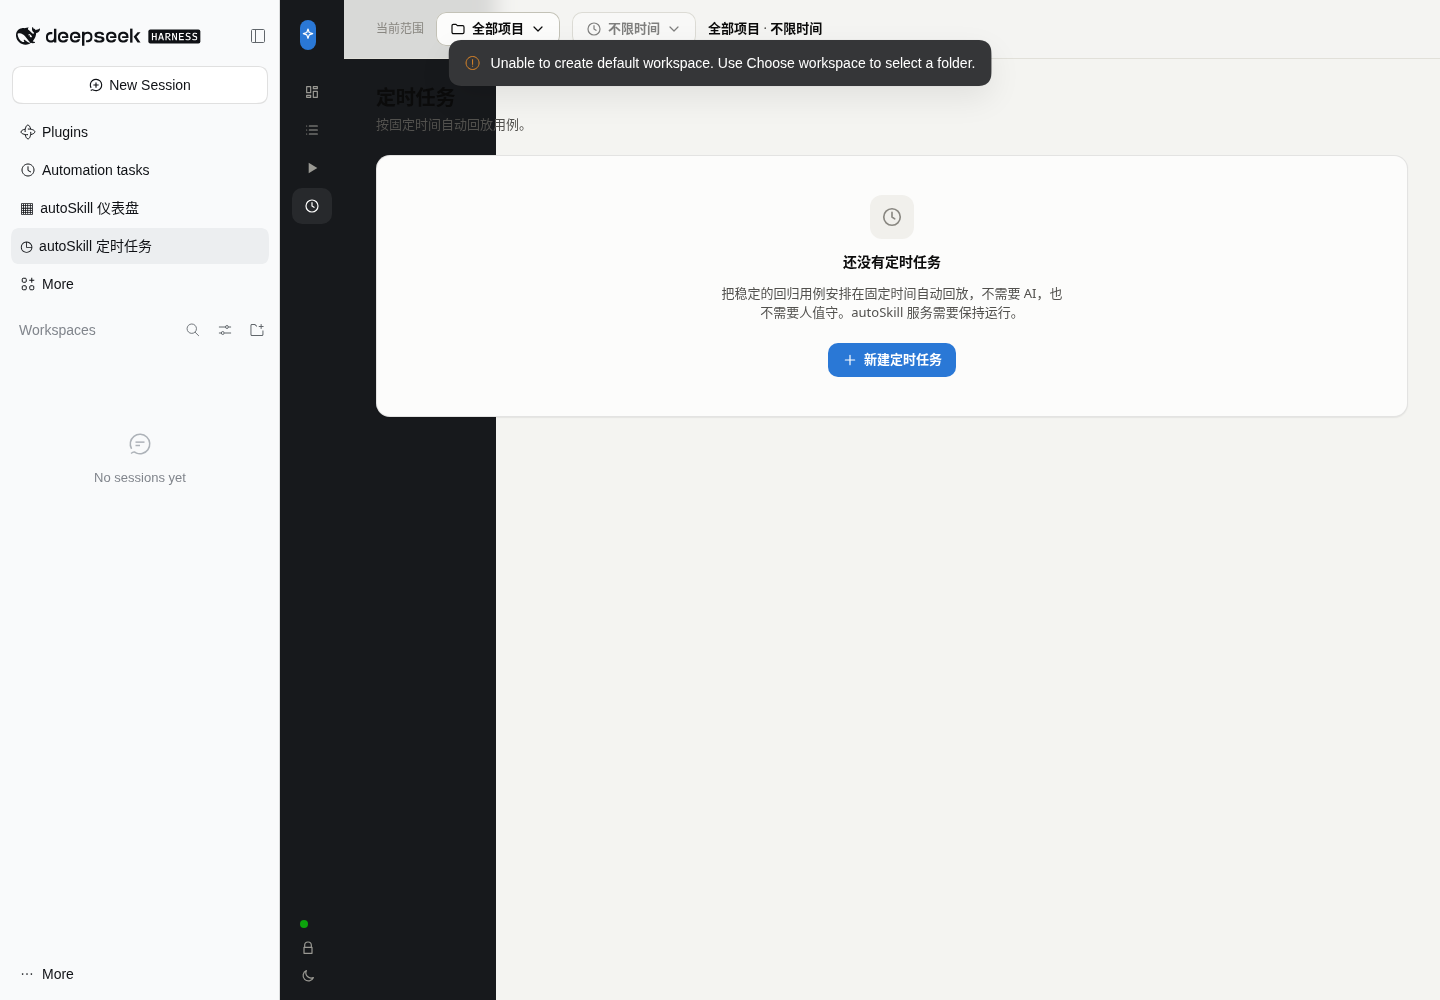 deepseek HARNESS
New Session
Plugins
Automation tasks
autoSkill 仪表盘
autoSkill 定时任务
More
Workspaces
No sessions yet
More
当前范围 全部项目 不限时间 全部项目 · 不限时间
Unable to create default workspace. Use Choose workspace to select a folder.
定时任务
按固定时间自动回放用例。
还没有定时任务
把稳定的回归用例安排在固定时间自动回放，不需要 AI，也
不需要人值守。autoSkill 服务需要保持运行。
新建定时任务